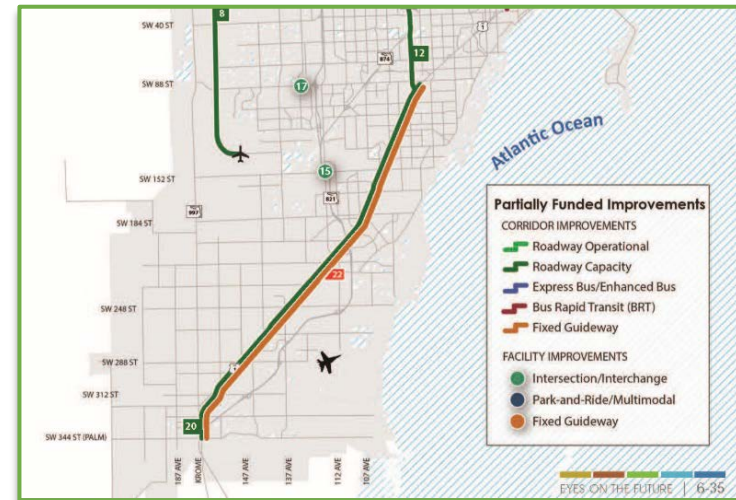 8
SW 40 ST
1
874
12
SW 88 ST
17
Atlantic Ocean
SW 152 ST
15
997
821
SW 184 ST
22
SW 248 ST
SW 288 ST
SW 312 ST
20
SW 344 ST (PALM)
187 AVE
KROME
147 AVE
137 AVE
112 AVE
107 AVE
Partially Funded Improvements
CORRIDOR IMPROVEMENTS
Roadway Operational
Roadway Capacity
Express Bus/Enhanced Bus
Bus Rapid Transit (BRT)
Fixed Guideway
FACILITY IMPROVEMENTS
Intersection/Interchange
Park-and-Ride/Multimodal
Fixed Guideway
EYES ON THE FUTURE | 6-35